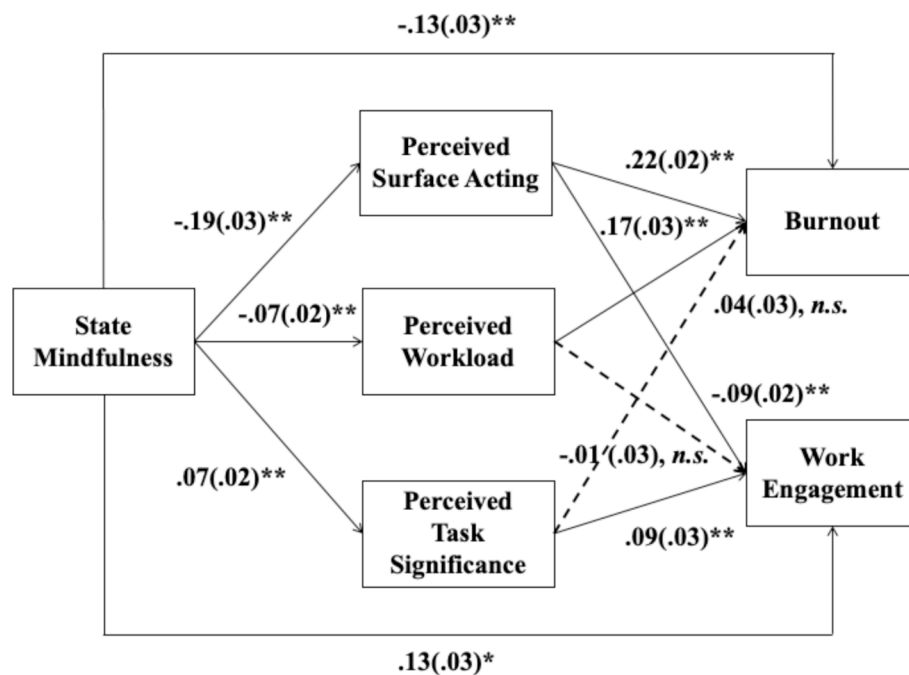 -.13(.03)**
Perceived
Surface Acting
.22(.02)**
-.19(.03)**
.17(.03)**
Burnout
State
Mindfulness
-.07(.02)**
Perceived
Workload
.04(.03), n.s.
-.09(.02)**
.07(.02)**
-.01 (.03), n.s.
Perceived
Task
Significance
Work
Engagement
.09(.03)**
.13(.03)*